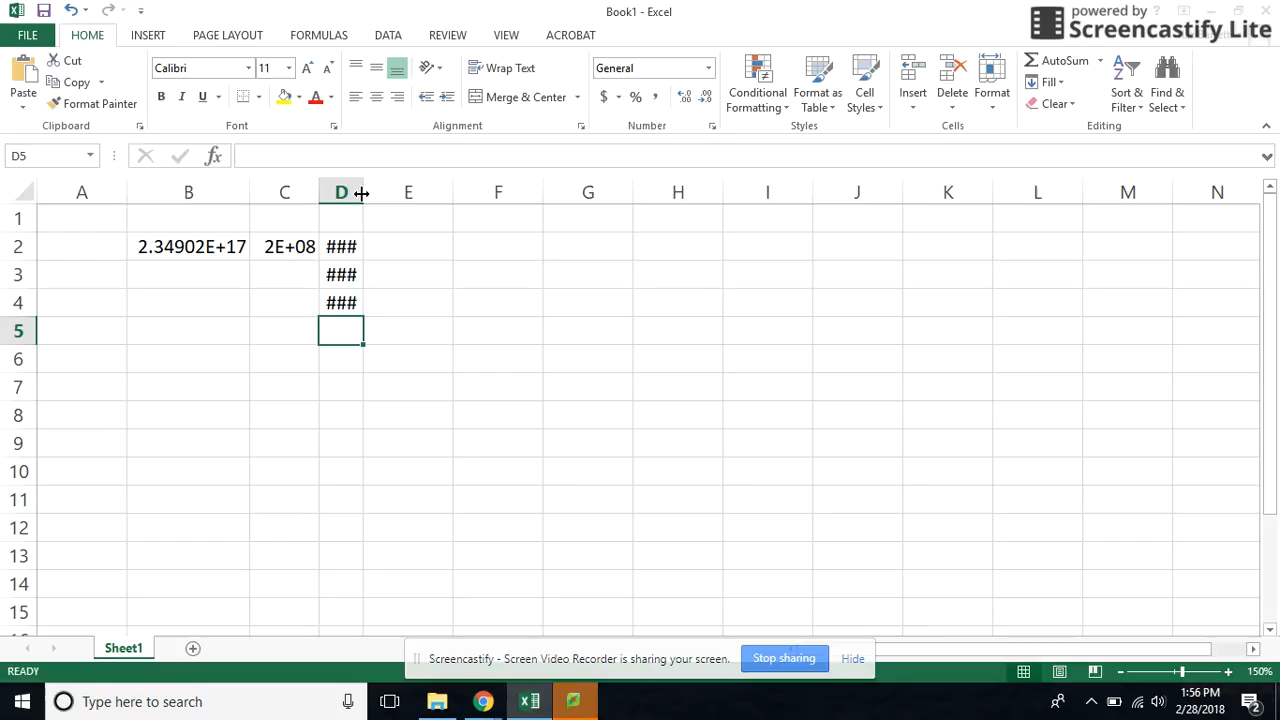 Book1 - Excel
powered by
Screencastify Lite
FILE HOME INSERT PAGE LAYOUT FORMULAS DATA REVIEW VIEW ACROBAT
Paste
Cut
Copy
Format Painter
Clipboard
Calibri 11
B I U
Font
Wrap Text
Merge & Center
Alignment
General
$ % ,
Number
Conditional
Formatting
Format as
Table
Cell
Styles
Styles
Insert Delete Format
Cells
AutoSum
Fill
Clear
Sort &
Filter
Find &
Select
Editing
D5 fx
A B C D E F G H I J K L M N
1
2 2.34902E+17 2E+08 ###
3 ###
4 ###
5
6
7
8
9
10
11
12
13
14
15
Sheet1
Screencastify - Screen Video Recorder is sharing your screen. Stop sharing Hide
READY 150%
Type here to search
1:56 PM
2/28/2018
2